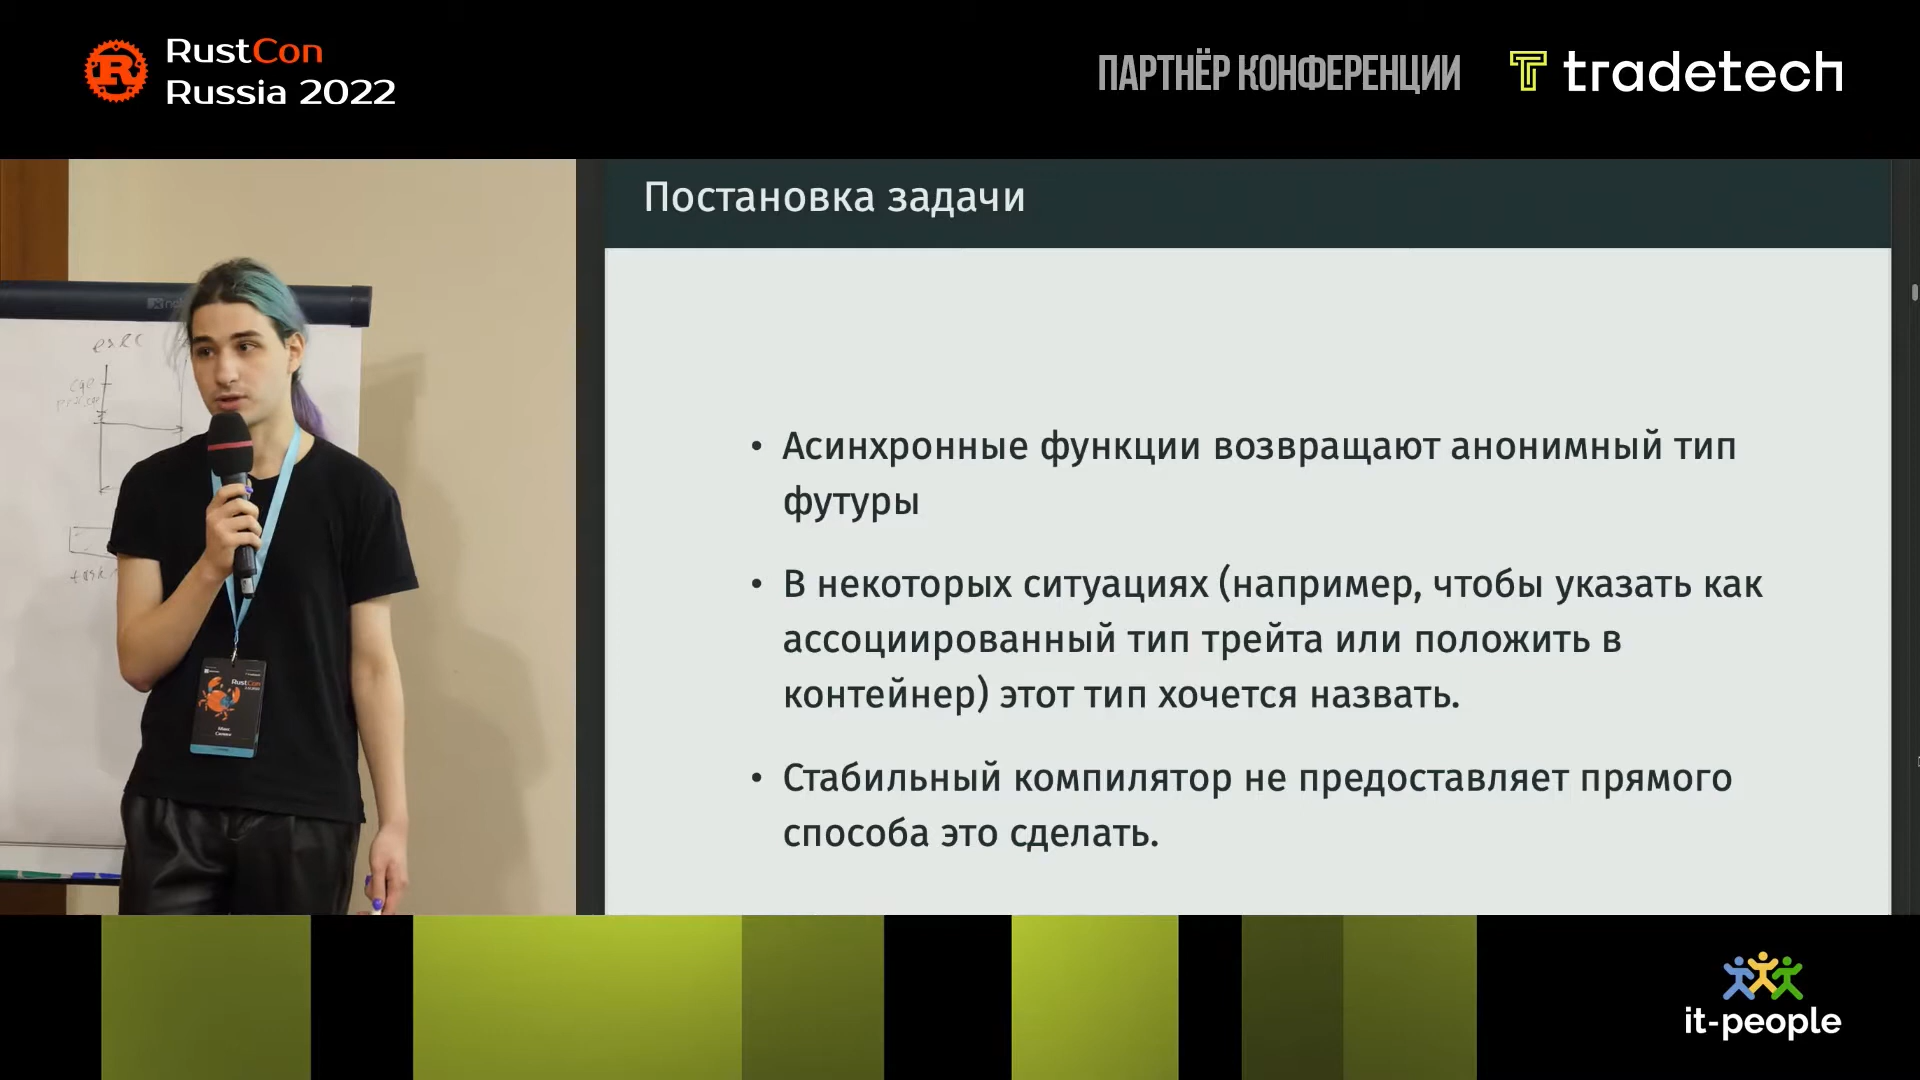 RustCon
Russia 2022
ПАРТНЁР КОНФЕРЕНЦИИ
tradetech
Постановка задачи
• Асинхронные функции возвращают анонимный тип
футуры
• В некоторых ситуациях (например, чтобы указать как
ассоциированный тип трейта или положить в
контейнер) этот тип хочется назвать.
• Стабильный компилятор не предоставляет прямого
способа это сделать.
RustCon
it-people